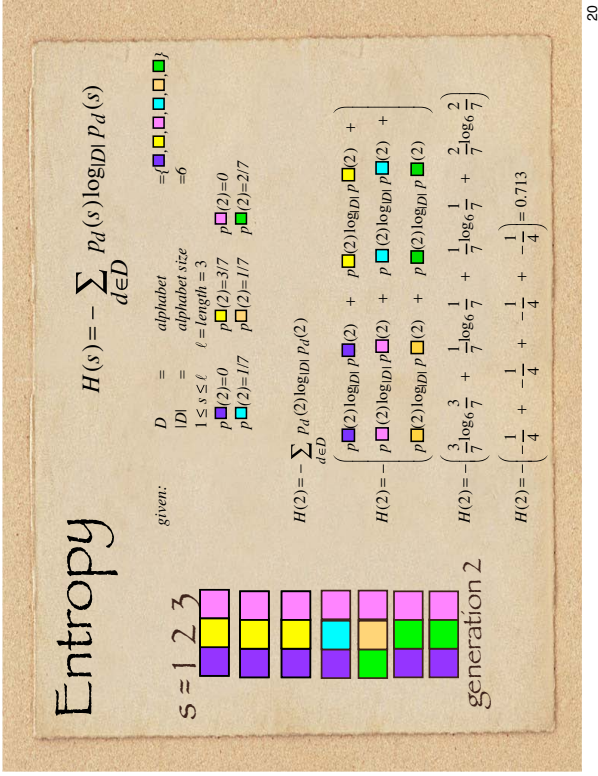 20
Entropy
H(s) = − ∑ p_d(s) log_|D| p_d(s)
d∈D
s = 1 2 3
generation 2
given:
D = alphabet ={ , , , , , }
|D| = alphabet size =6
1 ≤ s ≤ ℓ ℓ = length = 3
p (2)=0 p (2)=3/7 p (2)=0
p (2)=1/7 p (2)=1/7 p (2)=2/7
H(2) = − ∑ p_d(2) log_|D| p_d(2)
d∈D
H(2) = − ( p (2) log_|D| p (2) + p (2) log_|D| p (2) +
p (2) log_|D| p (2) + p (2) log_|D| p (2) +
p (2) log_|D| p (2) + p (2) log_|D| p (2) )
H(2) = − ( 3/7 log6 3/7 + 1/7 log6 1/7 + 1/7 log6 1/7 + 2/7 log6 2/7 )
H(2) = − ( − 1/4 + − 1/4 + − 1/4 + − 1/4 ) = 0.713